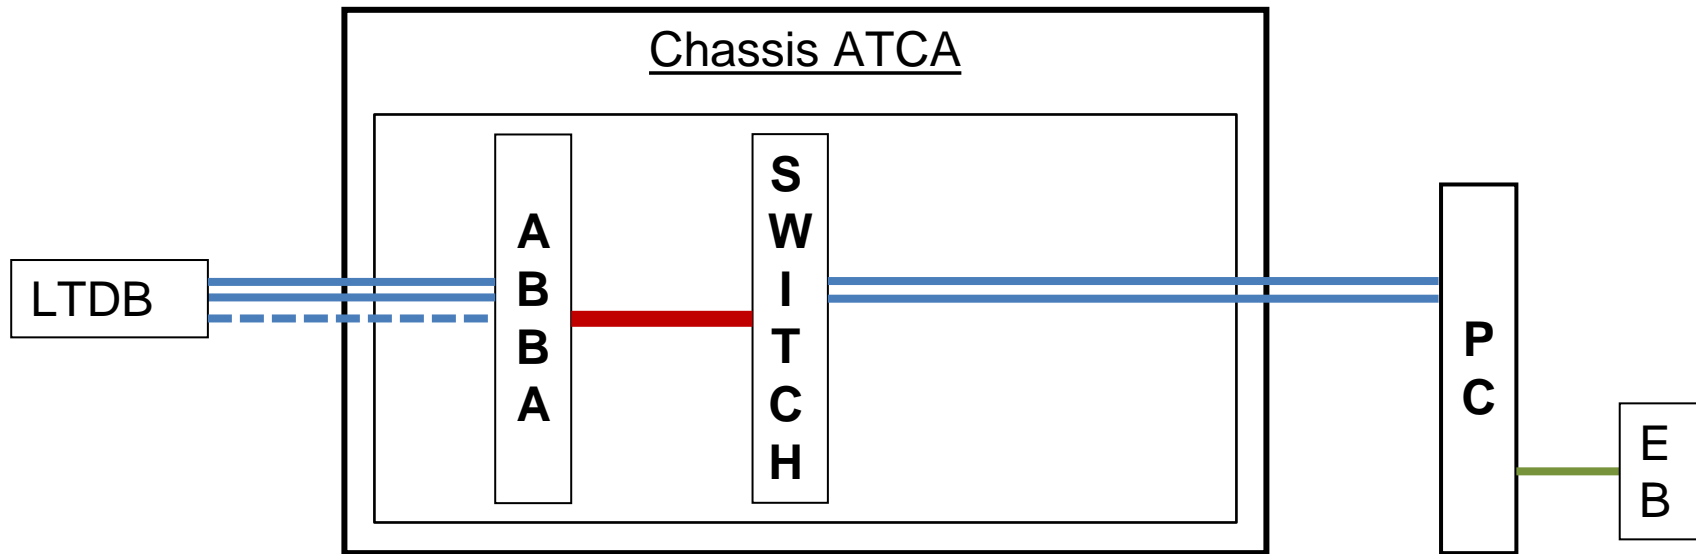 Chassis ATCA
LTDB
ABBA
SWITCH
PC
EB